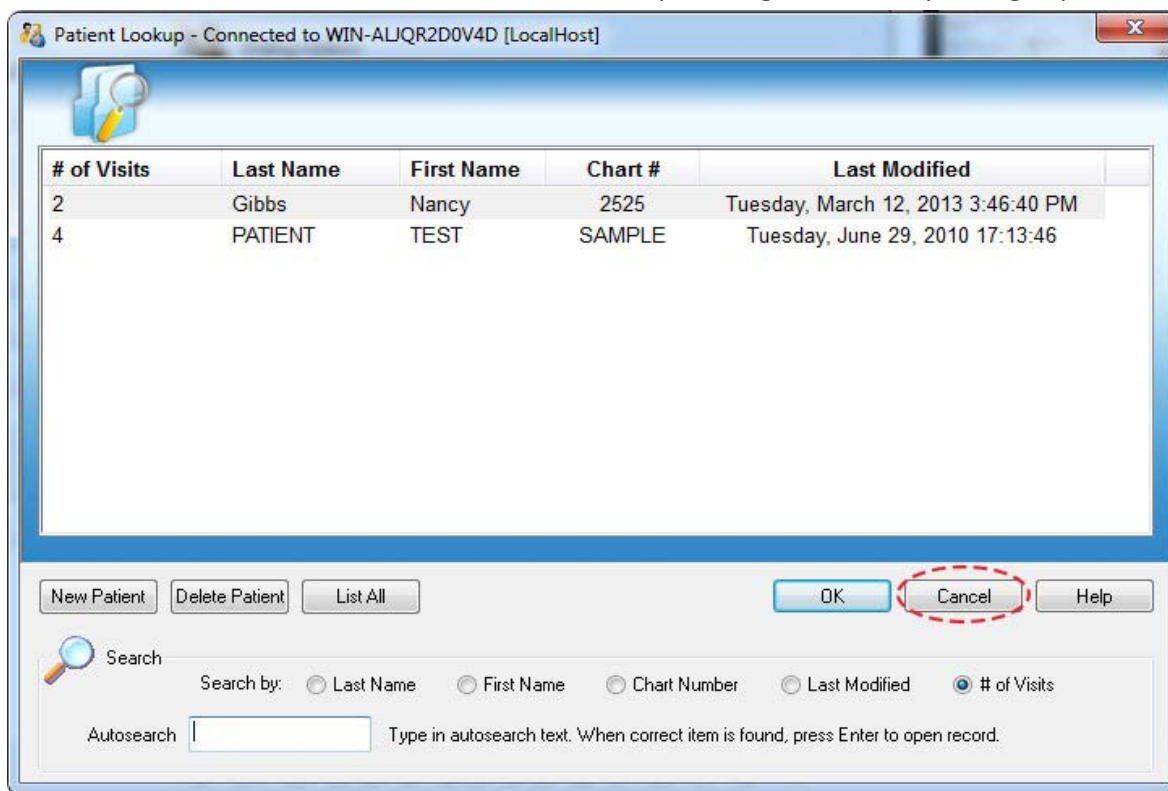 Patient Lookup - Connected to WIN-ALJQR2D0V4D [LocalHost]
X
# of Visits Last Name First Name Chart # Last Modified
2 Gibbs Nancy 2525 Tuesday, March 12, 2013 3:46:40 PM
4 PATIENT TEST SAMPLE Tuesday, June 29, 2010 17:13:46
New Patient Delete Patient List All OK Cancel Help
Search
Search by: Last Name First Name Chart Number Last Modified # of Visits
Autosearch Type in autosearch text. When correct item is found, press Enter to open record.